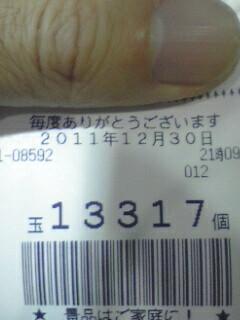 毎度ありがとうございます
2011年12月30日
1-08592 21時09
012
玉13317個
★ 景品はご家庭に! ★